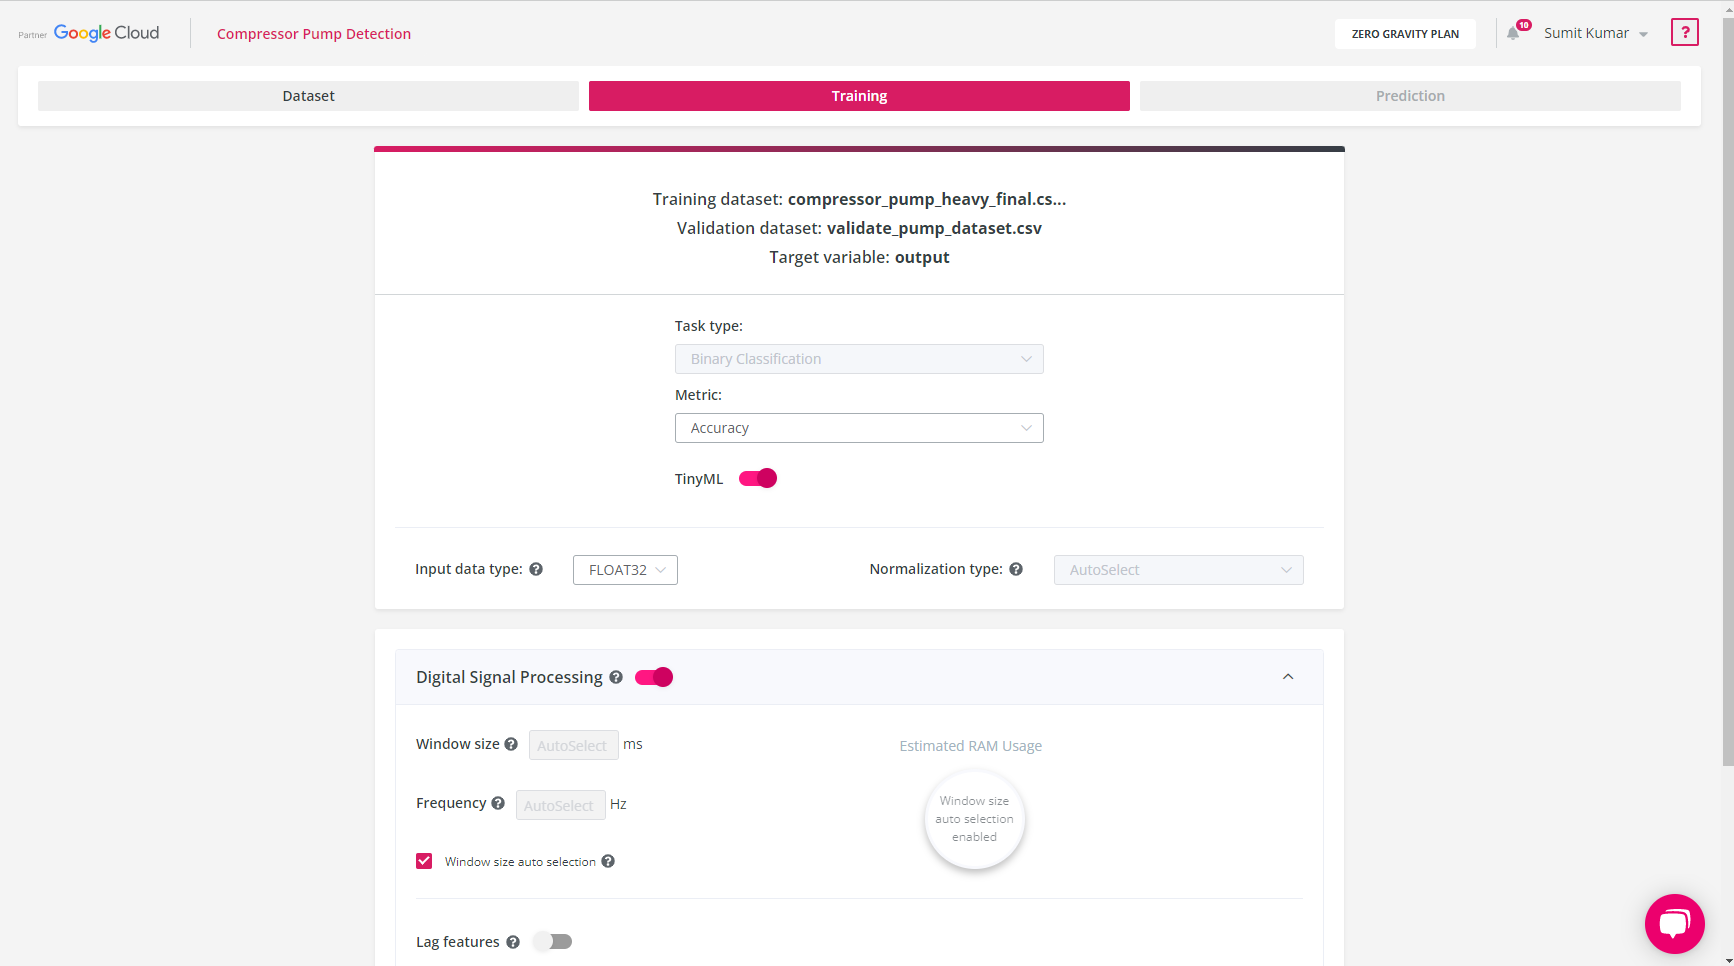 Partner Google Cloud
Compressor Pump Detection
ZERO GRAVITY PLAN
10
Sumit Kumar
?
Dataset
Training
Prediction
Training dataset: compressor_pump_heavy_final.cs...
Validation dataset: validate_pump_dataset.csv
Target variable: output
Task type:
Binary Classification
Metric:
Accuracy
TinyML
Input data type: ?
FLOAT32
Normalization type: ?
AutoSelect
Digital Signal Processing ?
Window size ? AutoSelect ms
Estimated RAM Usage
Window size
auto selection
enabled
Frequency ? AutoSelect Hz
Window size auto selection ?
Lag features ?